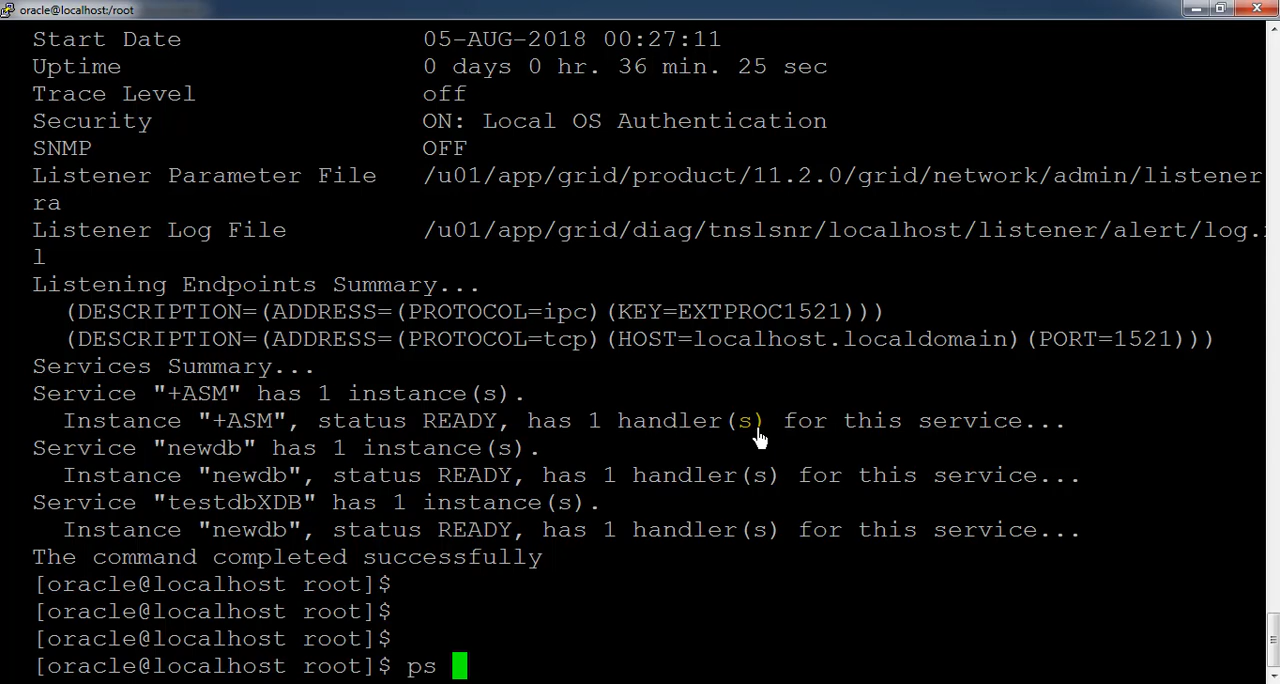 oracle@localhost:/root
Start Date                05-AUG-2018 00:27:11
Uptime                    0 days 0 hr. 36 min. 25 sec
Trace Level               off
Security                  ON: Local OS Authentication
SNMP                      OFF
Listener Parameter File   /u01/app/grid/product/11.2.0/grid/network/admin/listener
ra
Listener Log File         /u01/app/grid/diag/tnslsnr/localhost/listener/alert/log.
l
Listening Endpoints Summary...
  (DESCRIPTION=(ADDRESS=(PROTOCOL=ipc)(KEY=EXTPROC1521)))
  (DESCRIPTION=(ADDRESS=(PROTOCOL=tcp)(HOST=localhost.localdomain)(PORT=1521)))
Services Summary...
Service "+ASM" has 1 instance(s).
  Instance "+ASM", status READY, has 1 handler(s) for this service...
Service "newdb" has 1 instance(s).
  Instance "newdb", status READY, has 1 handler(s) for this service...
Service "testdbXDB" has 1 instance(s).
  Instance "newdb", status READY, has 1 handler(s) for this service...
The command completed successfully
[oracle@localhost root]$
[oracle@localhost root]$
[oracle@localhost root]$
[oracle@localhost root]$ ps